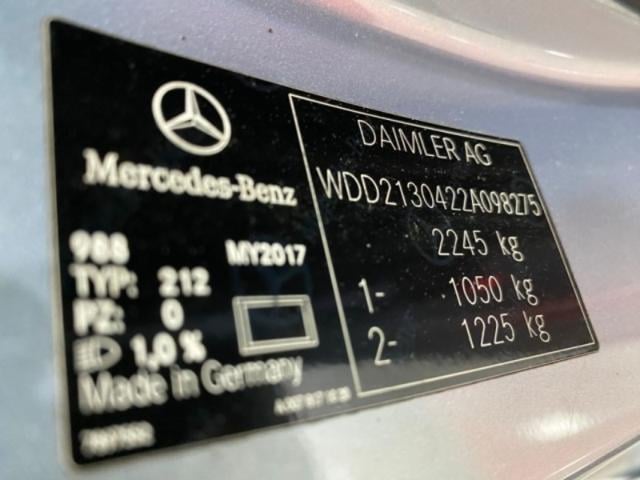 Mercedes-Benz
988 MY2017
TYP: 212
PZ: 0
1,0 %
Made in Germany
DAIMLER AG
WDD2130422A098275
2245 kg
1- 1050 kg
2- 1225 kg